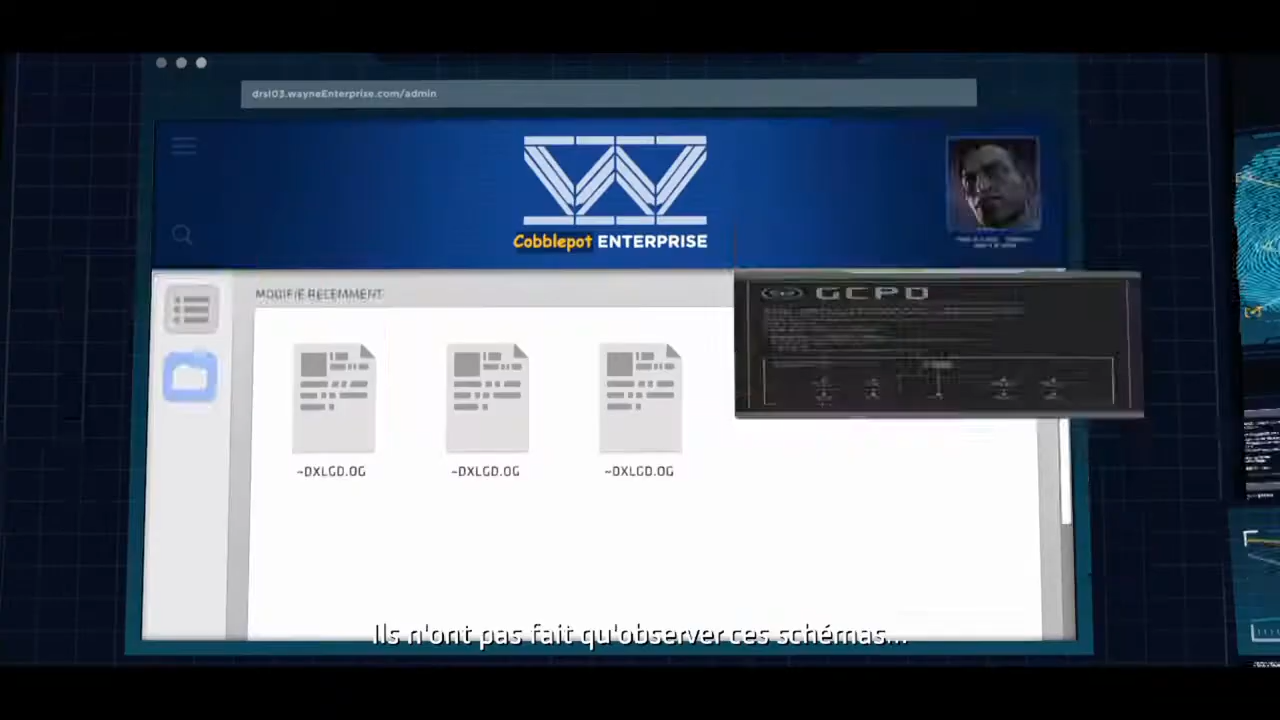 drsl03.wayneEnterprise.com/admin
Cobblepot ENTERPRISE
MODIFIÉ RÉCEMMENT
GCPD
~DXLGD.OG
~DXLGD.OG
~DXLGD.OG
Ils n'ont pas fait qu'observer ces schémas...